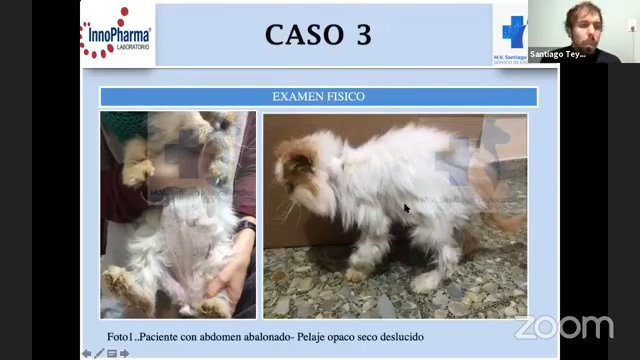 InnoPharma
LABORATORIO
CASO 3
M.V. Santiago
Santiago Tey...
EXAMEN FISICO
Foto1..Paciente con abdomen abalonado- Pelaje opaco seco deslucido
zoom